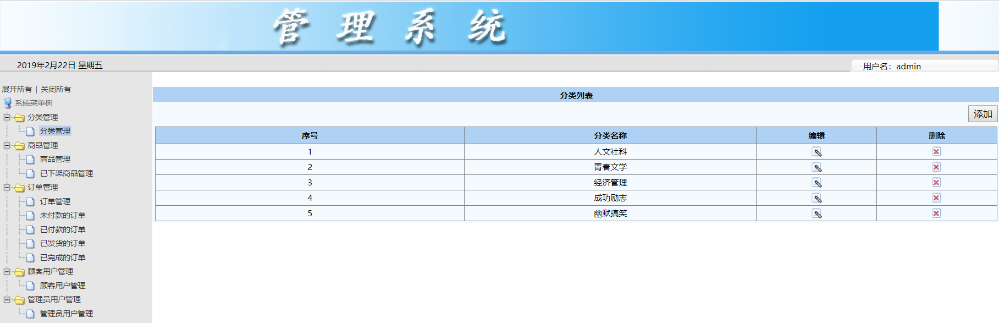 管理系统
2019年2月22日 星期五
用户名：admin
展开所有 | 关闭所有
系统菜单树
分类管理
分类管理
商品管理
商品管理
已下架商品管理
订单管理
订单管理
未付款的订单
已付款的订单
已发货的订单
已完成的订单
顾客用户管理
顾客用户管理
管理员用户管理
管理员用户管理
分类列表
添加
序号 分类名称 编辑 删除
1 人文社科
2 青春文学
3 经济管理
4 成功励志
5 幽默搞笑